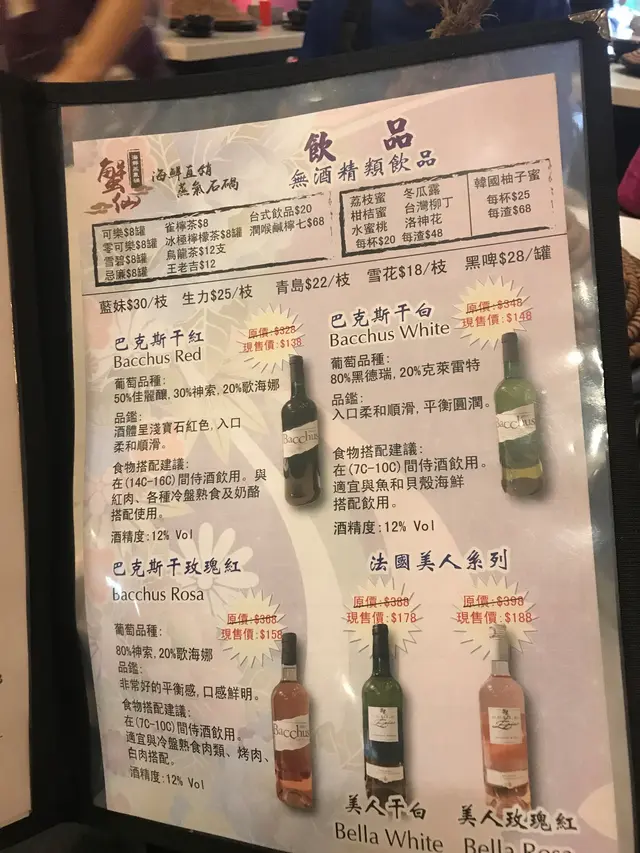 飲品
無酒精類飲品
蟹仙
海鮮直銷
蒸氣石鍋
可樂$8罐
零可樂$8罐
雪碧$8罐
忌廉$8罐
雀檸茶$8
冰極檸檬茶$8罐
烏龍茶$12支
王老吉$12
台式飲品$20
潤喉鹹檸七$68
荔枝蜜 冬瓜露
柑桔蜜 台灣柳丁
水蜜桃 洛神花
每杯$20 每渣$48
韓國柚子蜜
每杯$25
每渣$68
藍妹$30/枝 生力$25/枝 青島$22/枝 雪花$18/枝 黑啤$28/罐
巴克斯干紅
Bacchus Red
原價:$328
現售價:$138
葡萄品種:
50%佳麗釀,30%神索,20%歌海娜
品鑑:
酒體呈淺寶石紅色,入口
柔和順滑。
食物搭配建議:
在(14C-16C)間侍酒飲用。與
紅肉、各種冷盤熟食及奶酪
搭配使用。
酒精度:12% Vol
Bacchus
巴克斯干白
Bacchus White
原價:$348
現售價:$148
葡萄品種:
80%黑德瑞,20%克萊雷特
品鑑:
入口柔和順滑,平衡圓潤。
食物搭配建議:
在(7C-10C)間侍酒飲用。
適宜與魚和貝殼海鮮
搭配飲用。
酒精度:12% Vol
Bacchus
巴克斯干玫瑰紅
Bacchus Rosa
原價:$368
現售價:$158
葡萄品種:
80%神索,20%歌海娜
品鑑:
非常好的平衡感,口感鮮明。
食物搭配建議:
在(7C-10C)間侍酒飲用。
適宜與冷盤熟食肉類、烤肉、
白肉搭配。
酒精度:12% Vol
Bacchus
法國美人系列
原價:$388
現售價:$178
原價:$398
現售價:$188
美人干白
Bella White
美人玫瑰紅
Bella Rosa